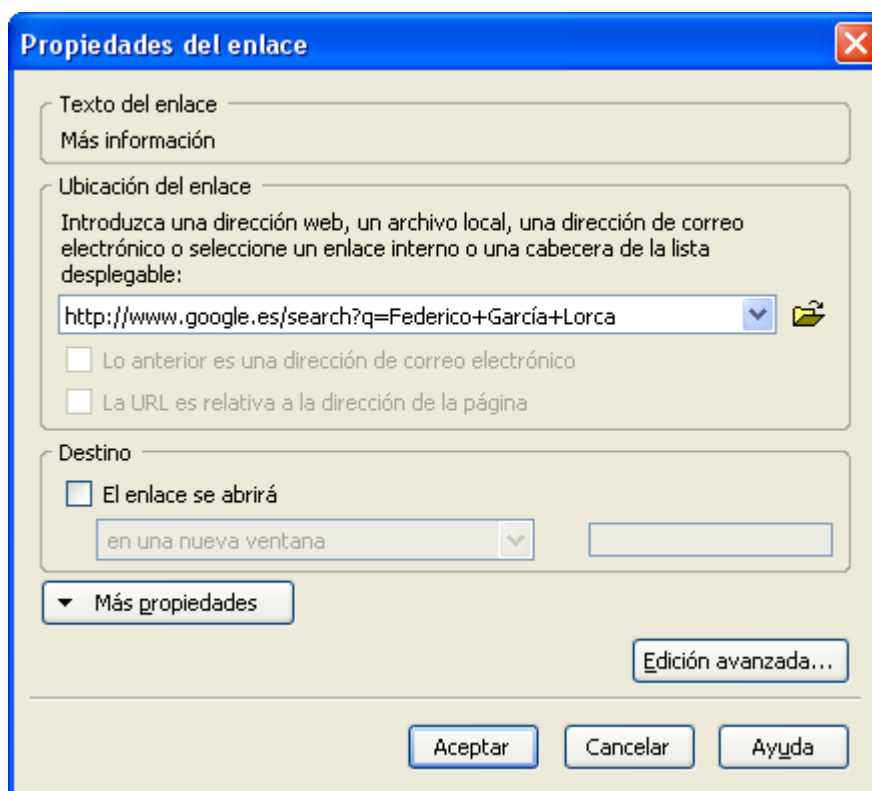 Propiedades del enlace
Texto del enlace
Más información
Ubicación del enlace
Introduzca una dirección web, un archivo local, una dirección de correo
electrónico o seleccione un enlace interno o una cabecera de la lista
desplegable:
http://www.google.es/search?q=Federico+García+Lorca
Lo anterior es una dirección de correo electrónico
La URL es relativa a la dirección de la página
Destino
El enlace se abrirá
en una nueva ventana
Más propiedades
Edición avanzada...
Aceptar
Cancelar
Ayuda